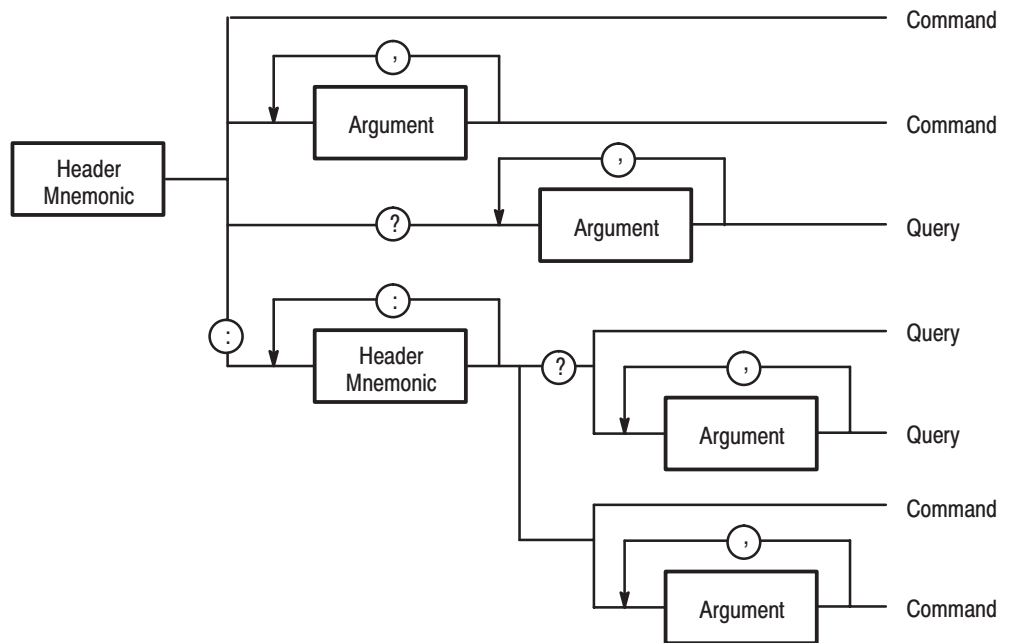 Command
,
Argument
Command
Header
Mnemonic
,
?
Argument
Query
:
:
Header
Mnemonic
?
Query
,
Argument
Query
Command
,
Argument
Command